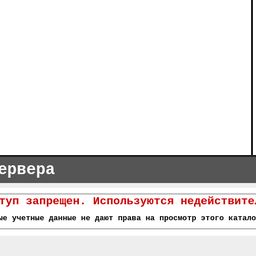 ервера
туп запрещен. Используются недействите
ые учетные данные не дают права на просмотр этого катало